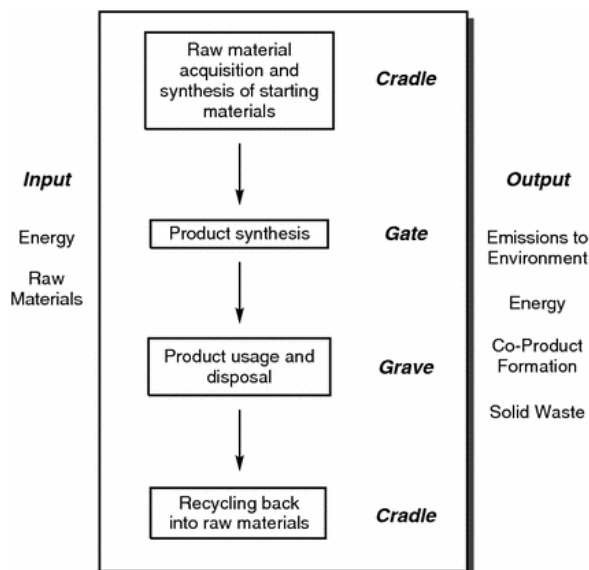 Raw material
acquisition and
synthesis of starting
materials
Cradle
Input
Output
Product synthesis
Gate
Energy
Raw
Materials
Emissions to
Environment
Energy
Product usage and
disposal
Grave
Co-Product
Formation
Solid Waste
Recycling back
into raw materials
Cradle